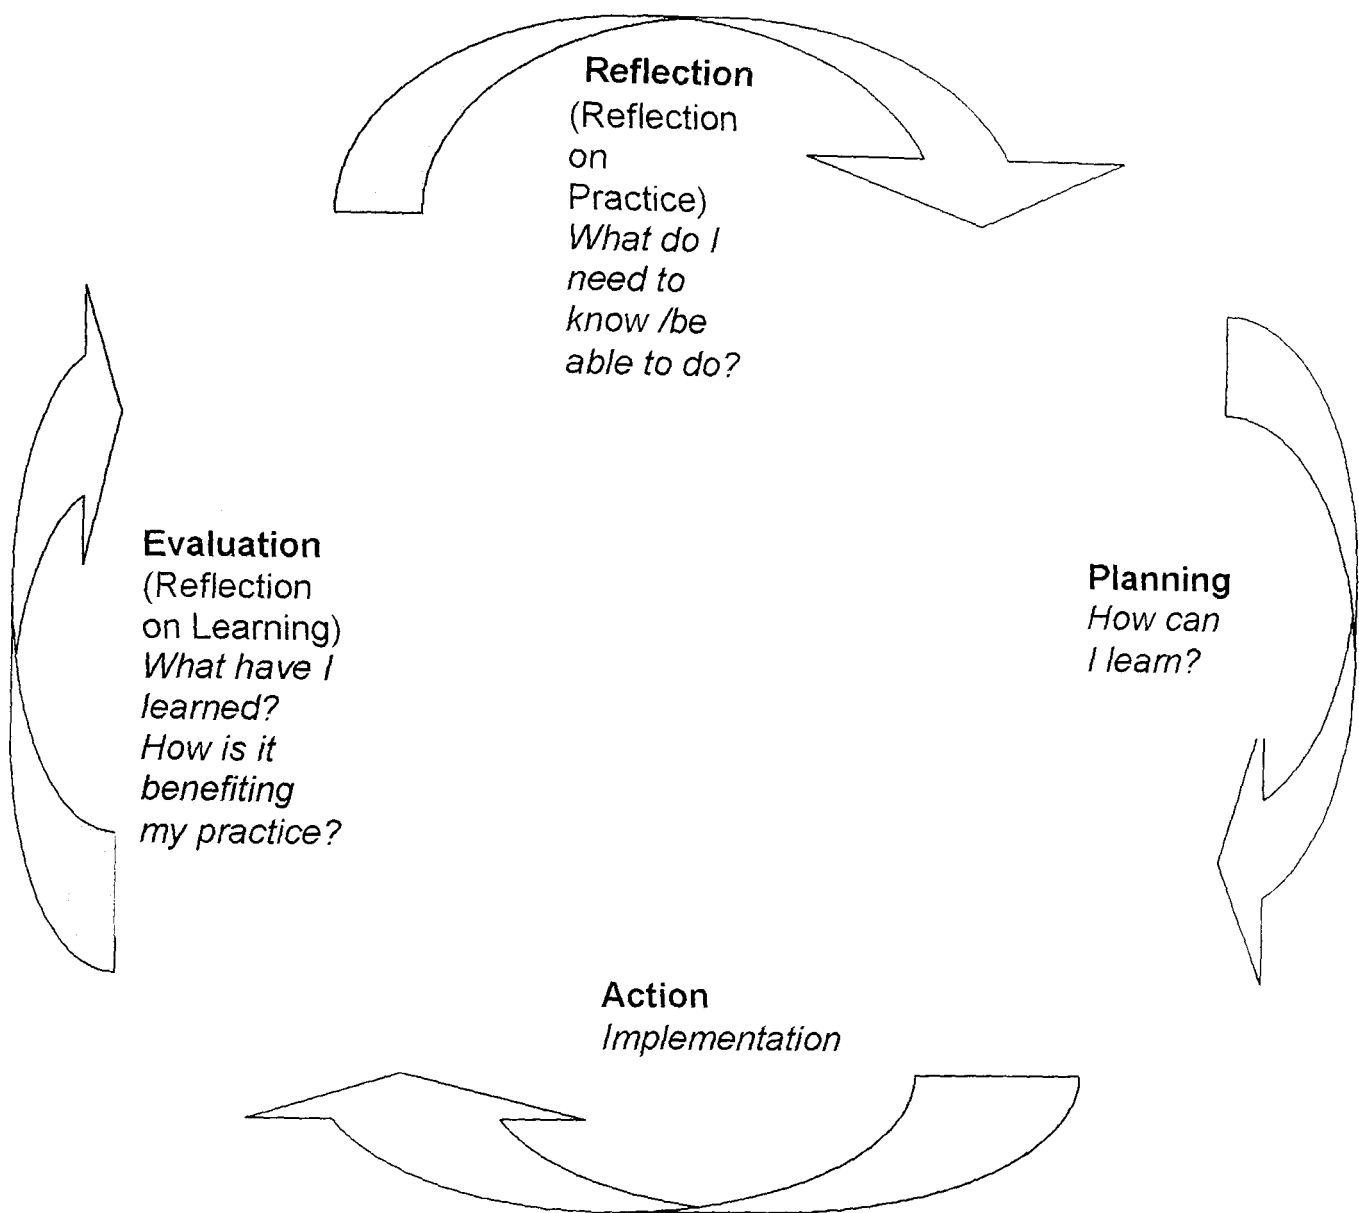 Reflection
(Reflection
on
Practice)
What do I
need to
know /be
able to do?
Planning
How can
I learn?
Action
Implementation
Evaluation
(Reflection
on Learning)
What have I
learned?
How is it
benefiting
my practice?